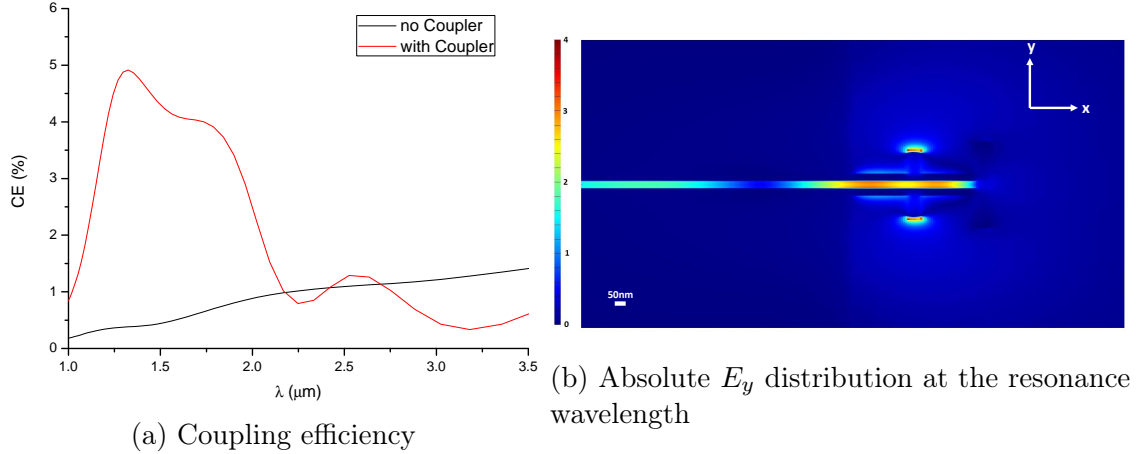 no Coupler
with Coupler
CE (%)
6
5
4
3
2
1
0
1.0 1.5 2.0 2.5 3.0 3.5
λ (μm)
(a) Coupling efficiency
4
3
2
1
0
y
x
50nm
(b) Absolute E_y distribution at the resonance
wavelength